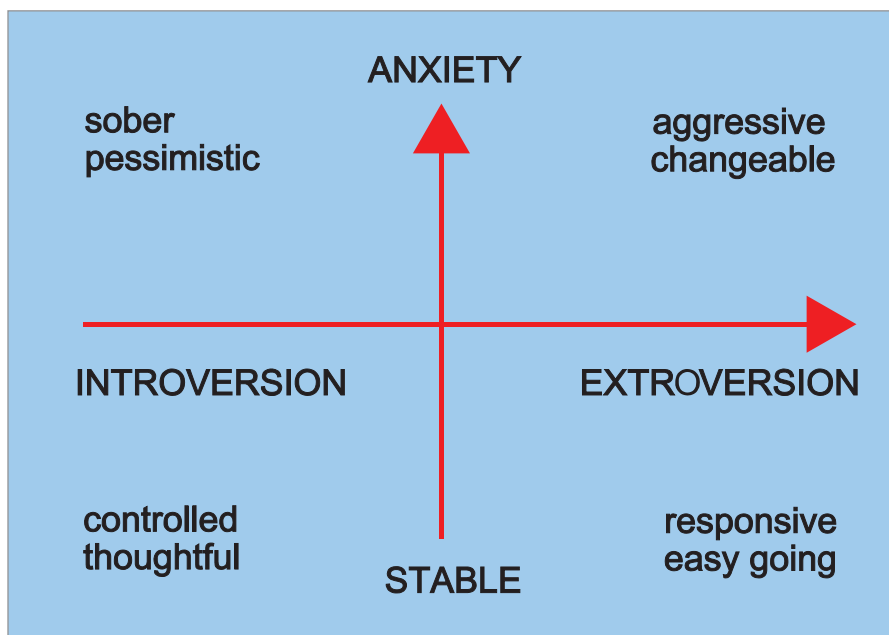 ANXIETY
sober
pessimistic
aggressive
changeable
INTROVERSION
EXTROVERSION
controlled
thoughtful
responsive
easy going
STABLE